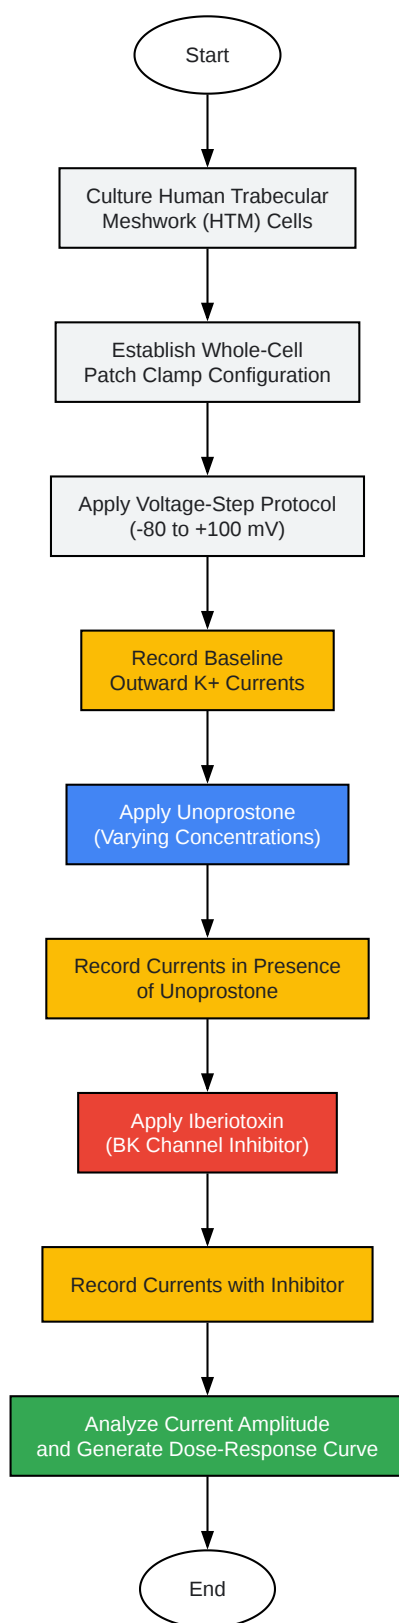 Start
Culture Human Trabecular
Meshwork (HTM) Cells
Establish Whole-Cell
Patch Clamp Configuration
Apply Voltage-Step Protocol
(-80 to +100 mV)
Record Baseline
Outward K+ Currents
Apply Unoprostone
(Varying Concentrations)
Record Currents in Presence
of Unoprostone
Apply Iberiotoxin
(BK Channel Inhibitor)
Record Currents with Inhibitor
Analyze Current Amplitude
and Generate Dose-Response Curve
End